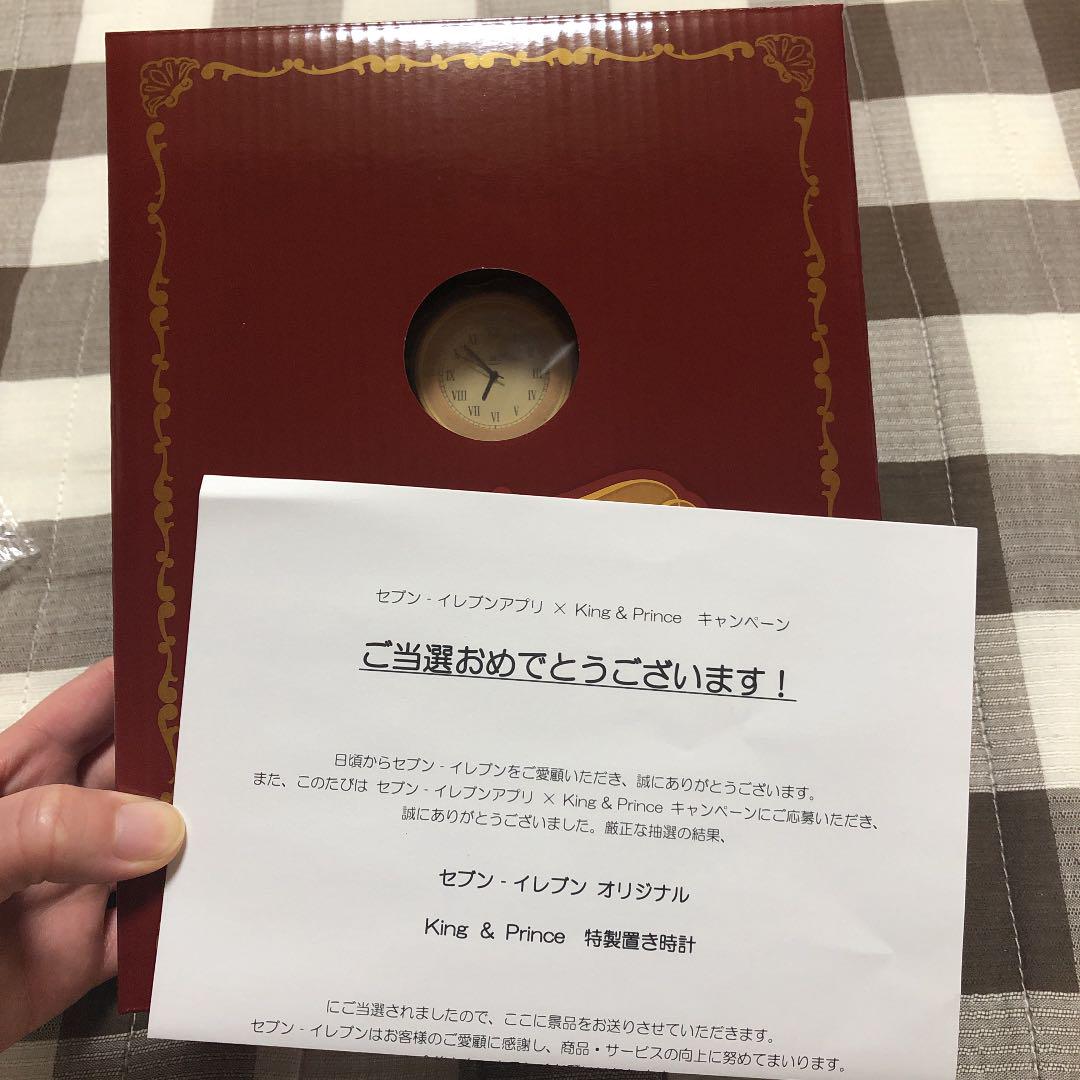 XI
X
IX
III
VIII
IV
VII
VI
V
セブン‐イレブンアプリ × King & Prince キャンペーン
ご当選おめでとうございます！
日頃からセブン‐イレブンをご愛顧いただき、誠にありがとうございます。
また、このたびは セブン‐イレブンアプリ × King & Prince キャンペーンにご応募いただき、
誠にありがとうございました。厳正な抽選の結果、
セブン‐イレブン オリジナル
King & Prince 特製置き時計
にご当選されましたので、ここに景品をお送りさせていただきます。
セブン‐イレブンはお客様のご愛顧に感謝し、商品・サービスの向上に努めてまいります。